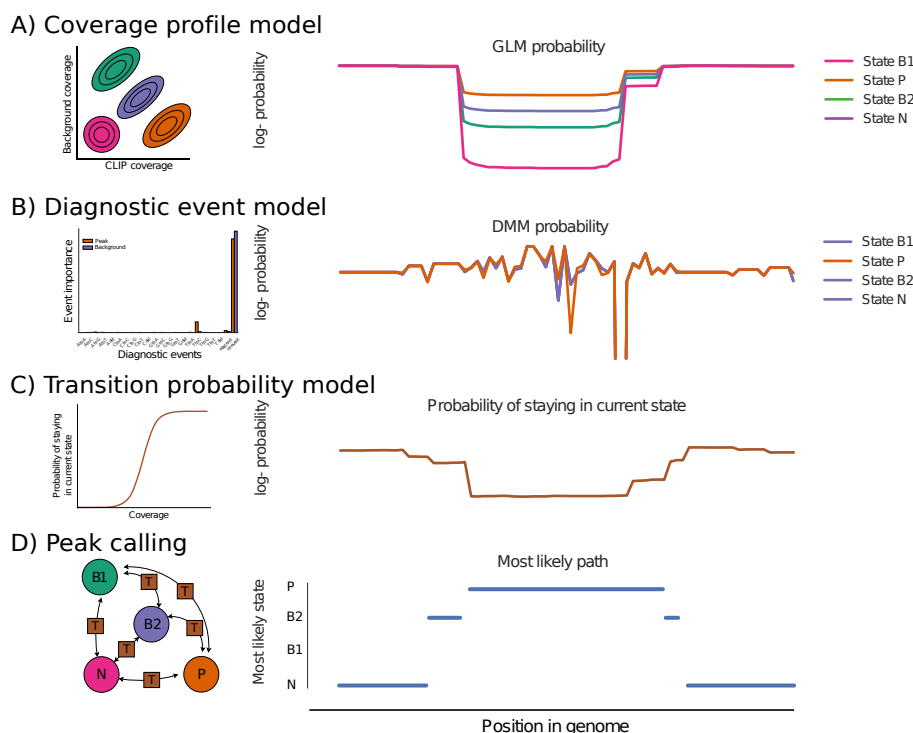 A) Coverage profile model
Background coverage
CLIP coverage
log- probability
GLM probability
State B1
State P
State B2
State N
B) Diagnostic event model
Event importance
Peak
Background
Diagnostic events
log- probability
DMM probability
State B1
State P
State B2
State N
C) Transition probability model
Probability of staying
in current state
Coverage
log- probability
Probability of staying in current state
D) Peak calling
B1
T
T
T
B2
T
T
N
T
P
Most likely state
Most likely path
P
B2
B1
N
Position in genome